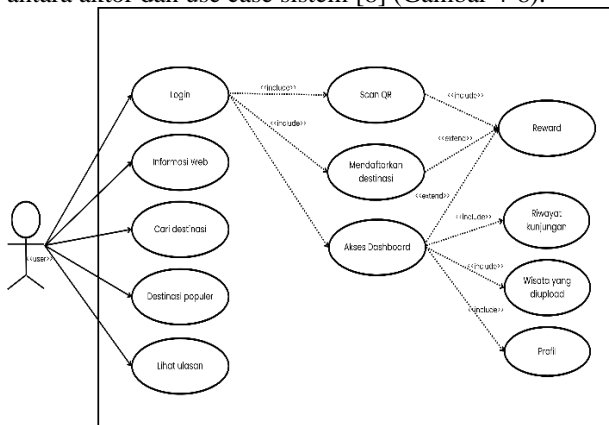 antara aktor dan use case sistem [6] (Gambar 4-6).
Login
<<include>>
Scan QR
<<include>>
Reward
<<include>>
Informasi Web
Mendaftarkan
destinasi
<<extend>>
<<extend>>
<<user>>
Cari destinasi
Akses Dashboard
Riwayat
kunjungan
<<include>>
Wisata yang
diupload
Destinasi populer
<<include>>
Lihat ulasan
Profil